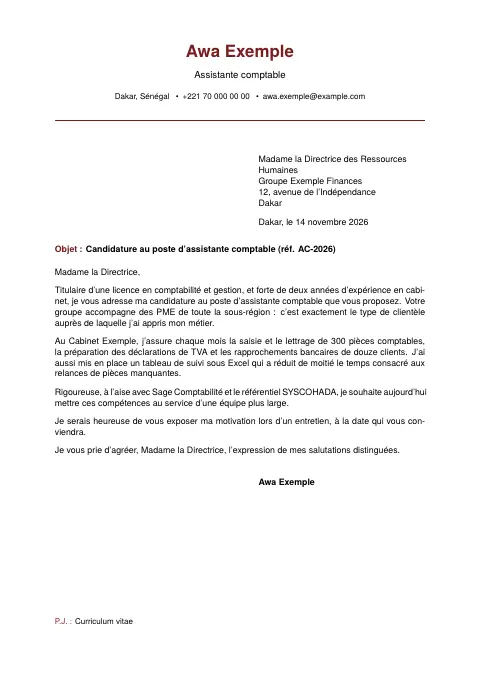 Awa Exemple
Assistante comptable
Dakar, Sénégal • +221 70 000 00 00 • awa.exemple@example.com
Madame la Directrice des Ressources
Humaines
Groupe Exemple Finances
12, avenue de l'Indépendance
Dakar
Dakar, le 14 novembre 2026
Objet : Candidature au poste d'assistante comptable (réf. AC-2026)
Madame la Directrice,
Titulaire d'une licence en comptabilité et gestion, et forte de deux années d'expérience en cabi-
net, je vous adresse ma candidature au poste d'assistante comptable que vous proposez. Votre
groupe accompagne des PME de toute la sous-région : c'est exactement le type de clientèle
auprès de laquelle j'ai appris mon métier.
Au Cabinet Exemple, j'assure chaque mois la saisie et le lettrage de 300 pièces comptables,
la préparation des déclarations de TVA et les rapprochements bancaires de douze clients. J'ai
aussi mis en place un tableau de suivi sous Excel qui a réduit de moitié le temps consacré aux
relances de pièces manquantes.
Rigoureuse, à l'aise avec Sage Comptabilité et le référentiel SYSCOHADA, je souhaite aujourd'hui
mettre ces compétences au service d'une équipe plus large.
Je serais heureuse de vous exposer ma motivation lors d'un entretien, à la date qui vous con-
viendra.
Je vous prie d'agréer, Madame la Directrice, l'expression de mes salutations distinguées.
Awa Exemple
P.J. : Curriculum vitae